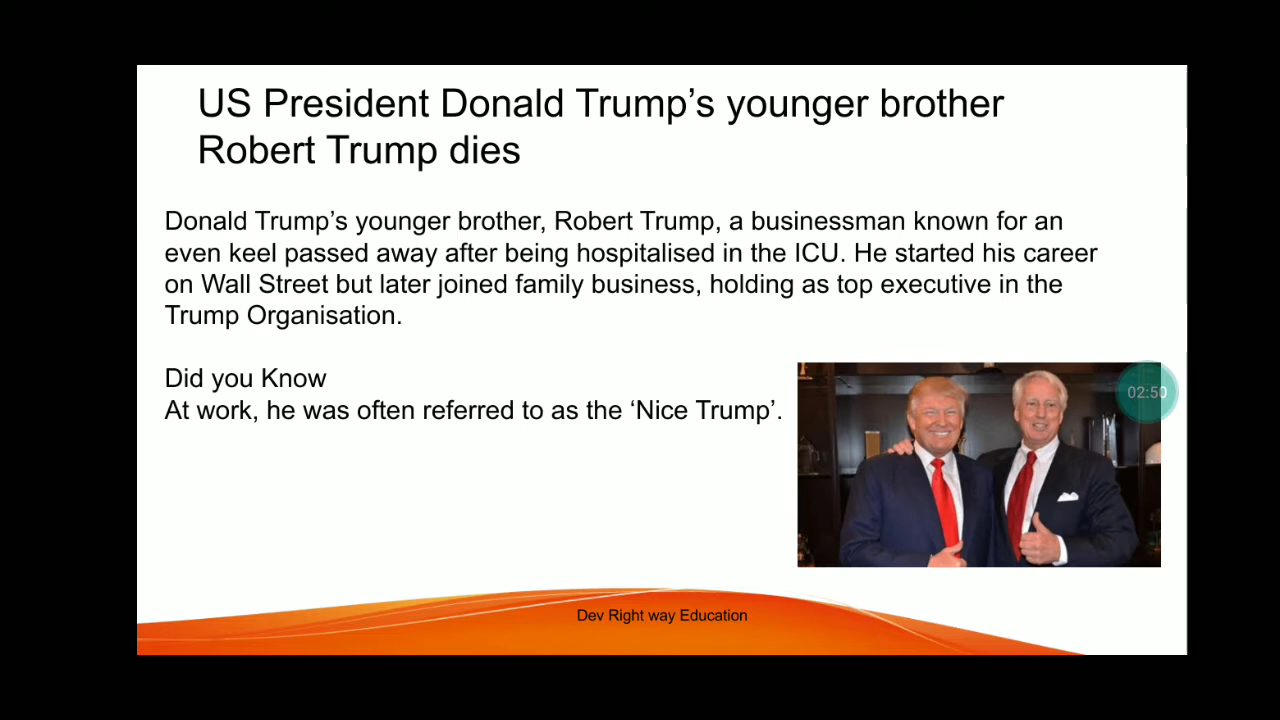 US President Donald Trump’s younger brother
Robert Trump dies
Donald Trump’s younger brother, Robert Trump, a businessman known for an
even keel passed away after being hospitalised in the ICU. He started his career
on Wall Street but later joined family business, holding as top executive in the
Trump Organisation.
Did you Know
At work, he was often referred to as the ‘Nice Trump’.
02:50
Dev Right way Education